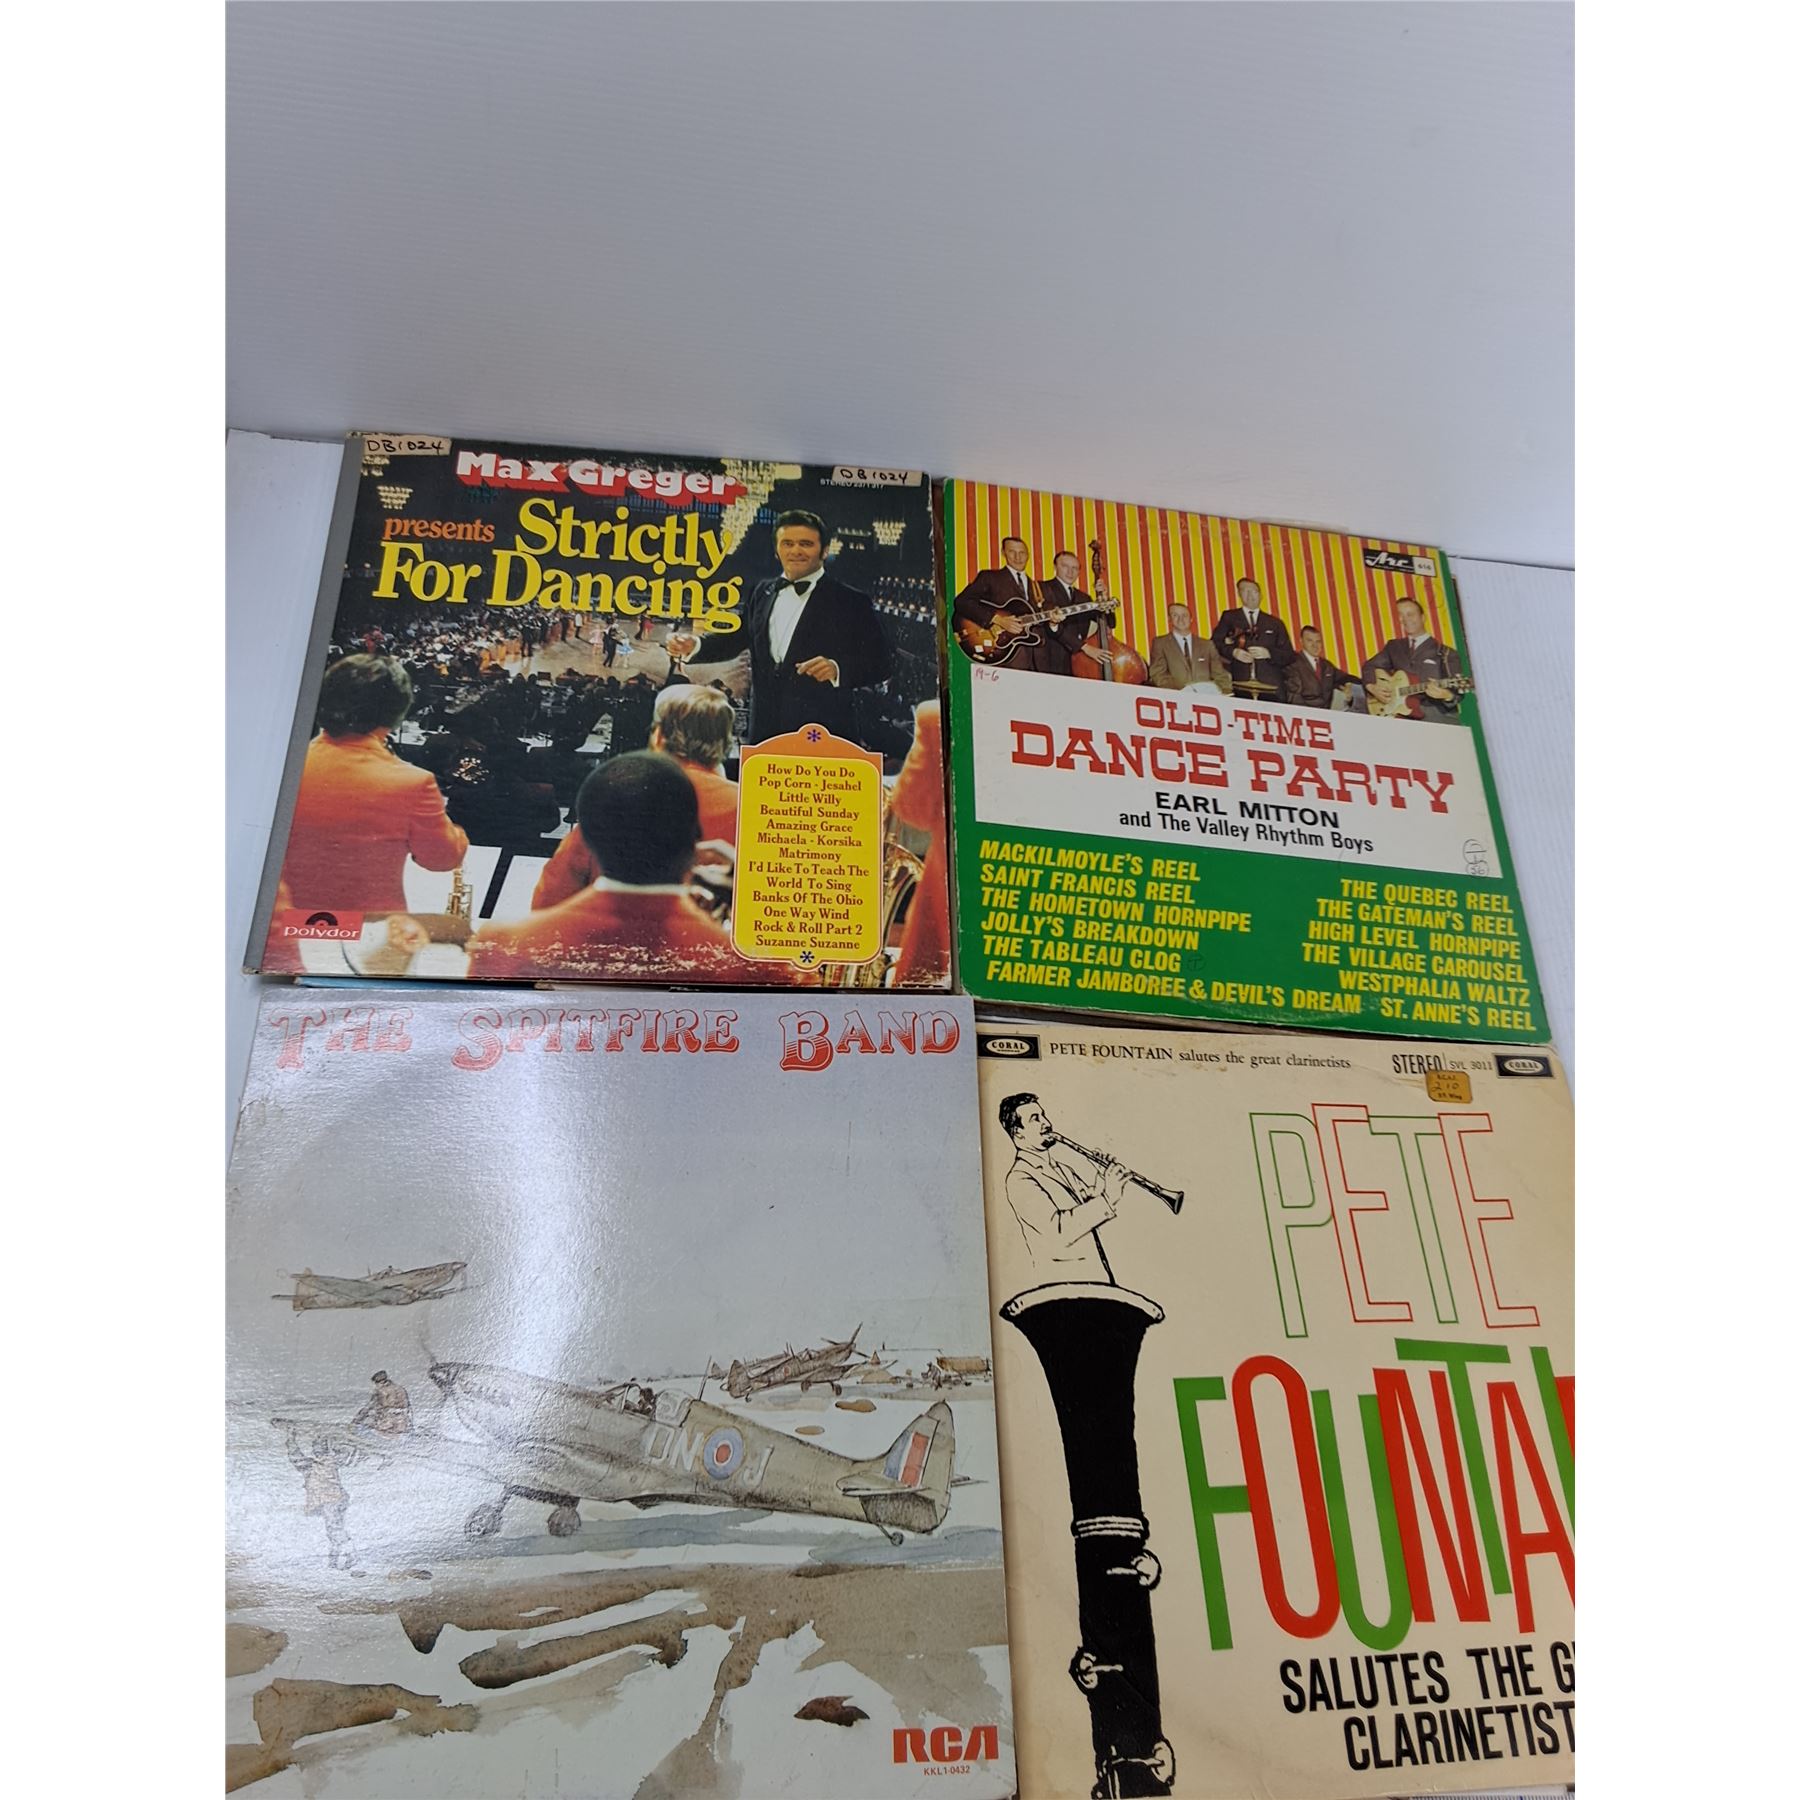 DB1024
DB1024
Max Greger
presents Strictly
For Dancing
*
How Do You Do
Pop Corn - Jesahel
Little Willy
Beautiful Sunday
Amazing Grace
Michaela - Korsika
Matrimony
I'd Like To Teach The
World To Sing
Banks Of The Ohio
One Way Wind
Rock & Roll Part 2
Suzanne Suzanne
*
Polydor
Arc 616
19-6
OLD-TIME
DANCE PARTY
EARL MITTON
and The Valley Rhythm Boys
MACKILMOYLE'S REEL
SAINT FRANCIS REEL
THE HOMETOWN HORNPIPE
JOLLY'S BREAKDOWN
THE TABLEAU CLOG
FARMER JAMBOREE & DEVIL'S DREAM
THE QUEBEC REEL
THE GATEMAN'S REEL
HIGH LEVEL HORNPIPE
THE VILLAGE CAROUSEL
WESTPHALIA WALTZ
ST. ANNE'S REEL
THE SPITFIRE BAND
DN J
RCA
KKL1-0432
CORAL
PETE FOUNTAIN salutes the great clarinetists
STEREO SVL 3011
CORAL
210
PETE
FOUNTAI
SALUTES THE G
CLARINETIST